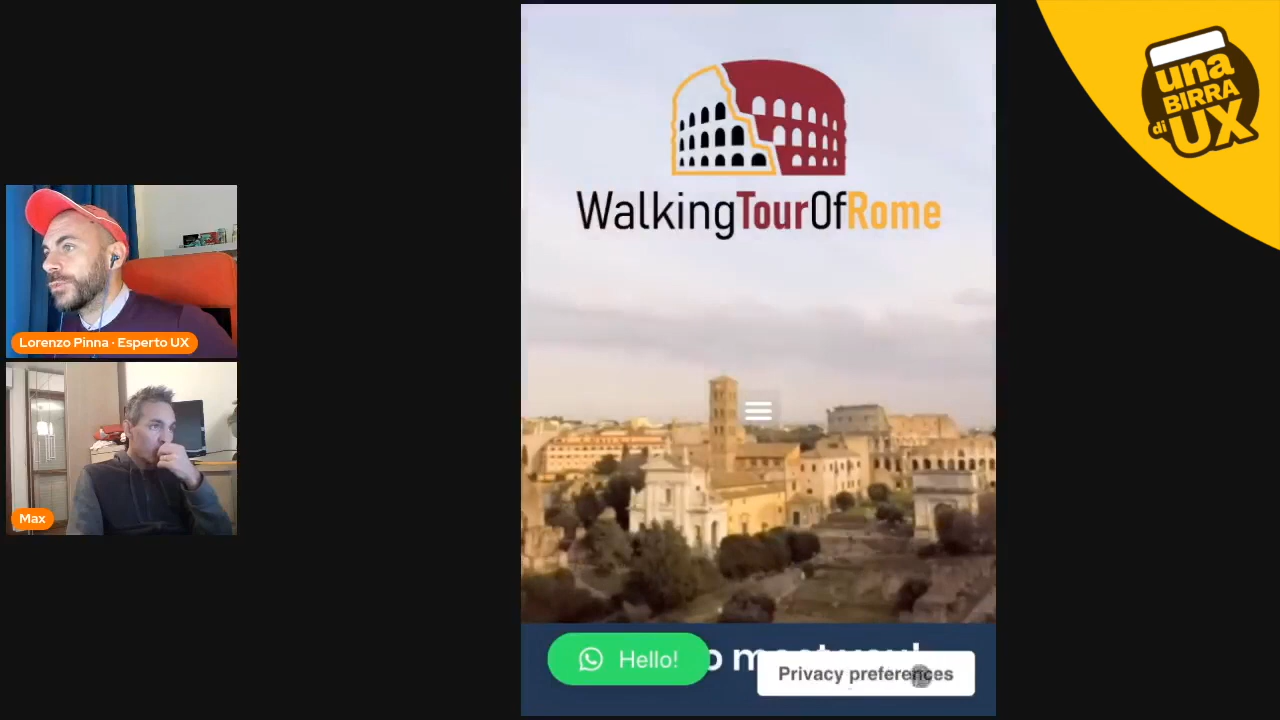 una
BIRRA
di UX
WalkingTourOfRome
Lorenzo Pinna · Esperto UX
Max
Hello!
Privacy preferences